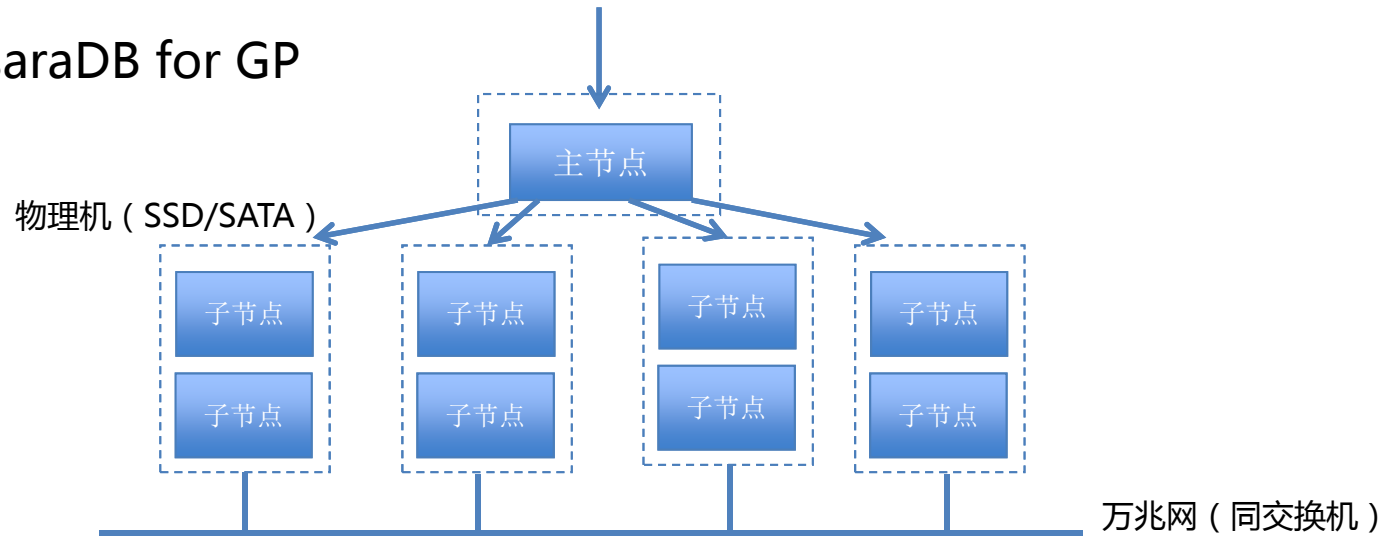 araDB for GP
主节点
物理机（SSD/SATA）
子节点 子节点 子节点 子节点
子节点 子节点 子节点 子节点
万兆网（同交换机）